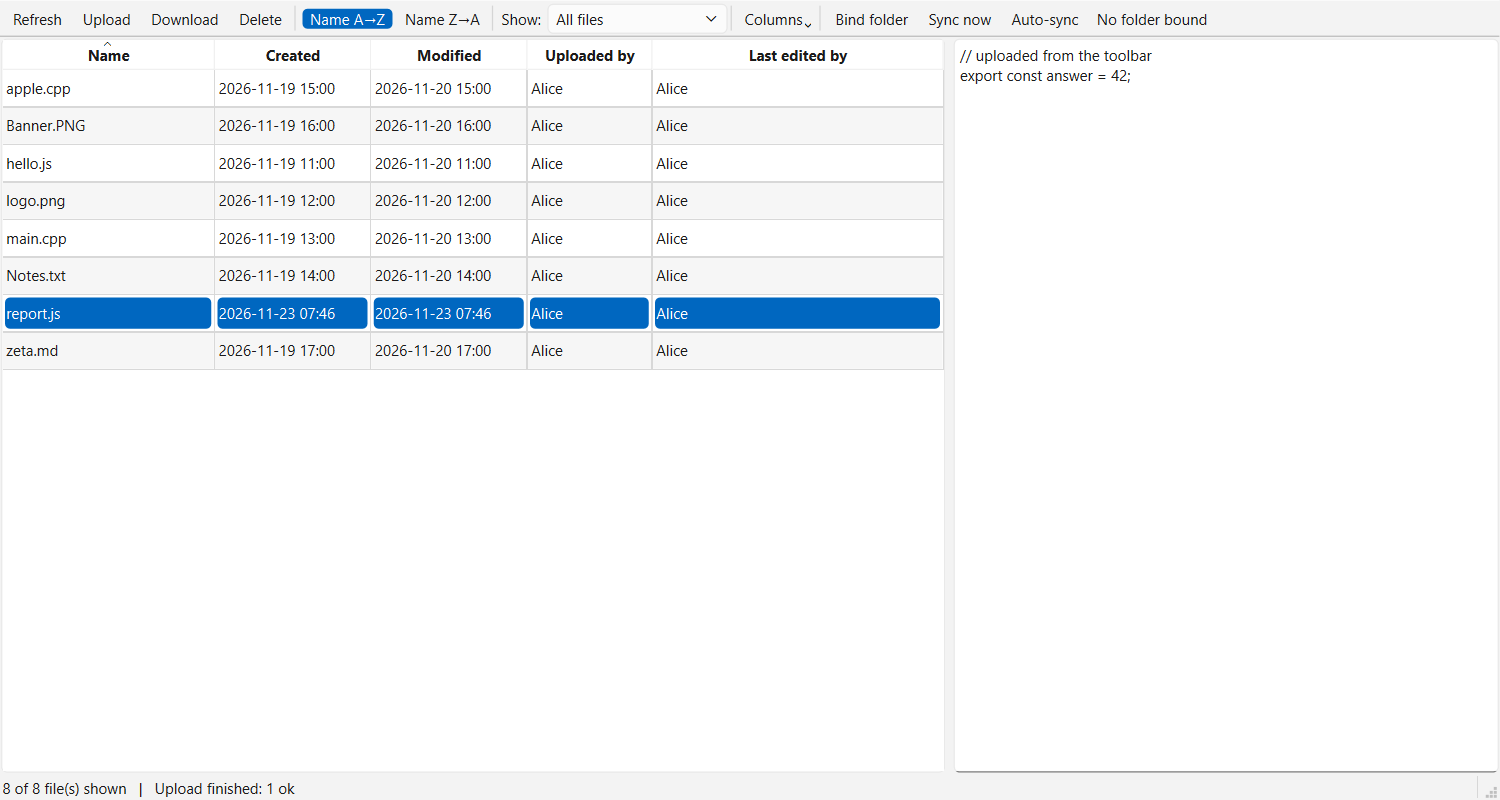 Refresh Upload Download Delete Name A→Z Name Z→A Show: All files Columns Bind folder Sync now Auto-sync No folder bound
Name Created Modified Uploaded by Last edited by
apple.cpp 2026-11-19 15:00 2026-11-20 15:00 Alice Alice
Banner.PNG 2026-11-19 16:00 2026-11-20 16:00 Alice Alice
hello.js 2026-11-19 11:00 2026-11-20 11:00 Alice Alice
logo.png 2026-11-19 12:00 2026-11-20 12:00 Alice Alice
main.cpp 2026-11-19 13:00 2026-11-20 13:00 Alice Alice
Notes.txt 2026-11-19 14:00 2026-11-20 14:00 Alice Alice
report.js 2026-11-23 07:46 2026-11-23 07:46 Alice Alice
zeta.md 2026-11-19 17:00 2026-11-20 17:00 Alice Alice
// uploaded from the toolbar
export const answer = 42;
8 of 8 file(s) shown | Upload finished: 1 ok